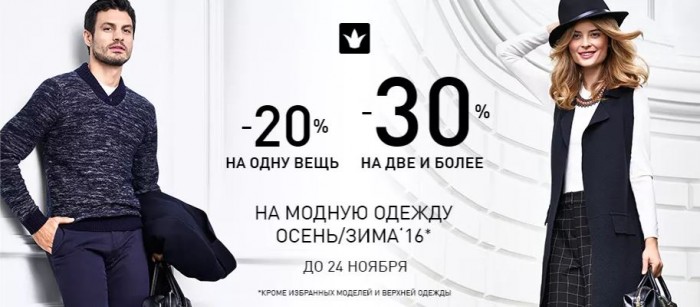 -20%
НА ОДНУ ВЕЩЬ
-30%
НА ДВЕ И БОЛЕЕ
НА МОДНУЮ ОДЕЖДУ
ОСЕНЬ/ЗИМА'16*
ДО 24 НОЯБРЯ
*КРОМЕ ИЗБРАННЫХ МОДЕЛЕЙ И ВЕРХНЕЙ ОДЕЖДЫ